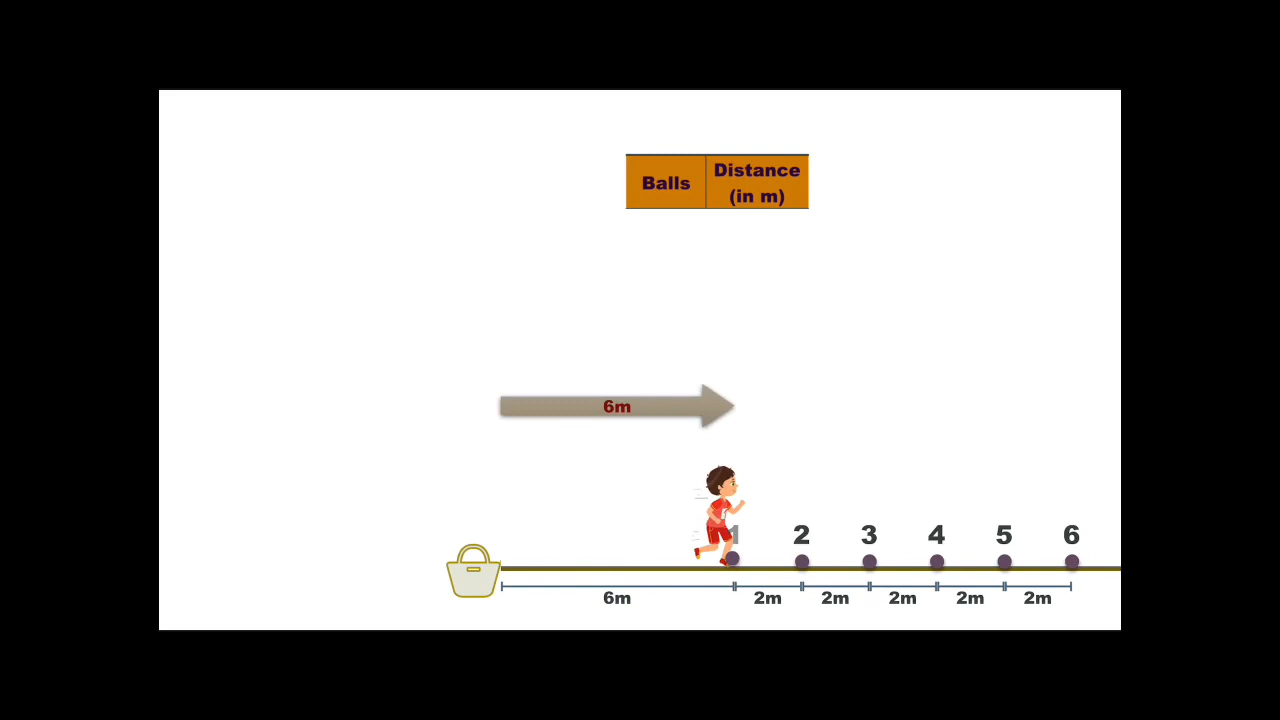 Balls
Distance
(in m)
6m
1 2 3 4 5 6
6m 2m 2m 2m 2m 2m